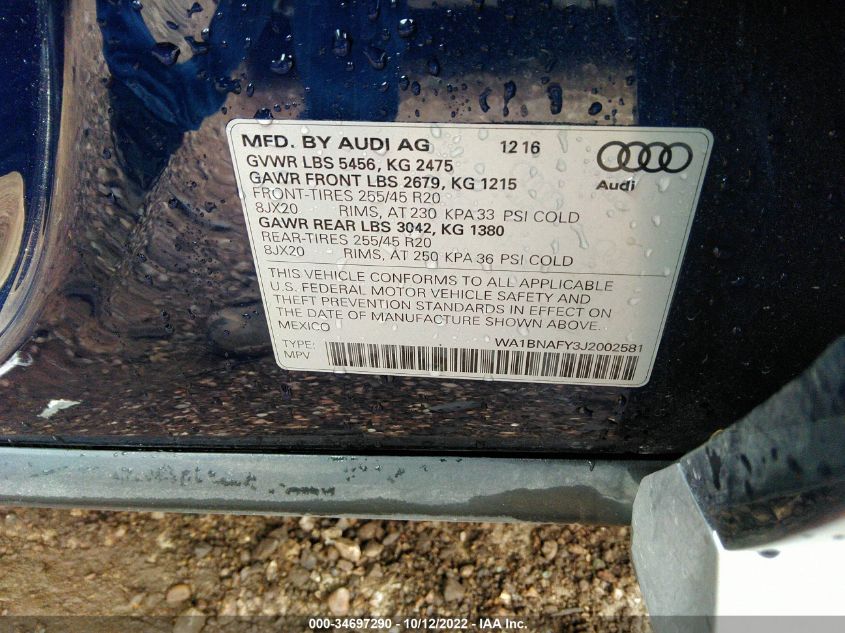 MFD. BY AUDI AG 12 16
GVWR LBS 5456, KG 2475
GAWR FRONT LBS 2679, KG 1215
Audi
FRONT-TIRES 255/45 R20
8JX20 RIMS, AT 230 KPA 33 PSI COLD
GAWR REAR LBS 3042, KG 1380
REAR-TIRES 255/45 R20
8JX20 RIMS, AT 250 KPA 36 PSI COLD
THIS VEHICLE CONFORMS TO ALL APPLICABLE
U.S. FEDERAL MOTOR VEHICLE SAFETY AND
THEFT PREVENTION STANDARDS IN EFFECT ON
THE DATE OF MANUFACTURE SHOWN ABOVE.
MEXICO
TYPE: WA1BNAFY3J2002581
MPV
000-34697290 - 10/12/2022 - IAA Inc.